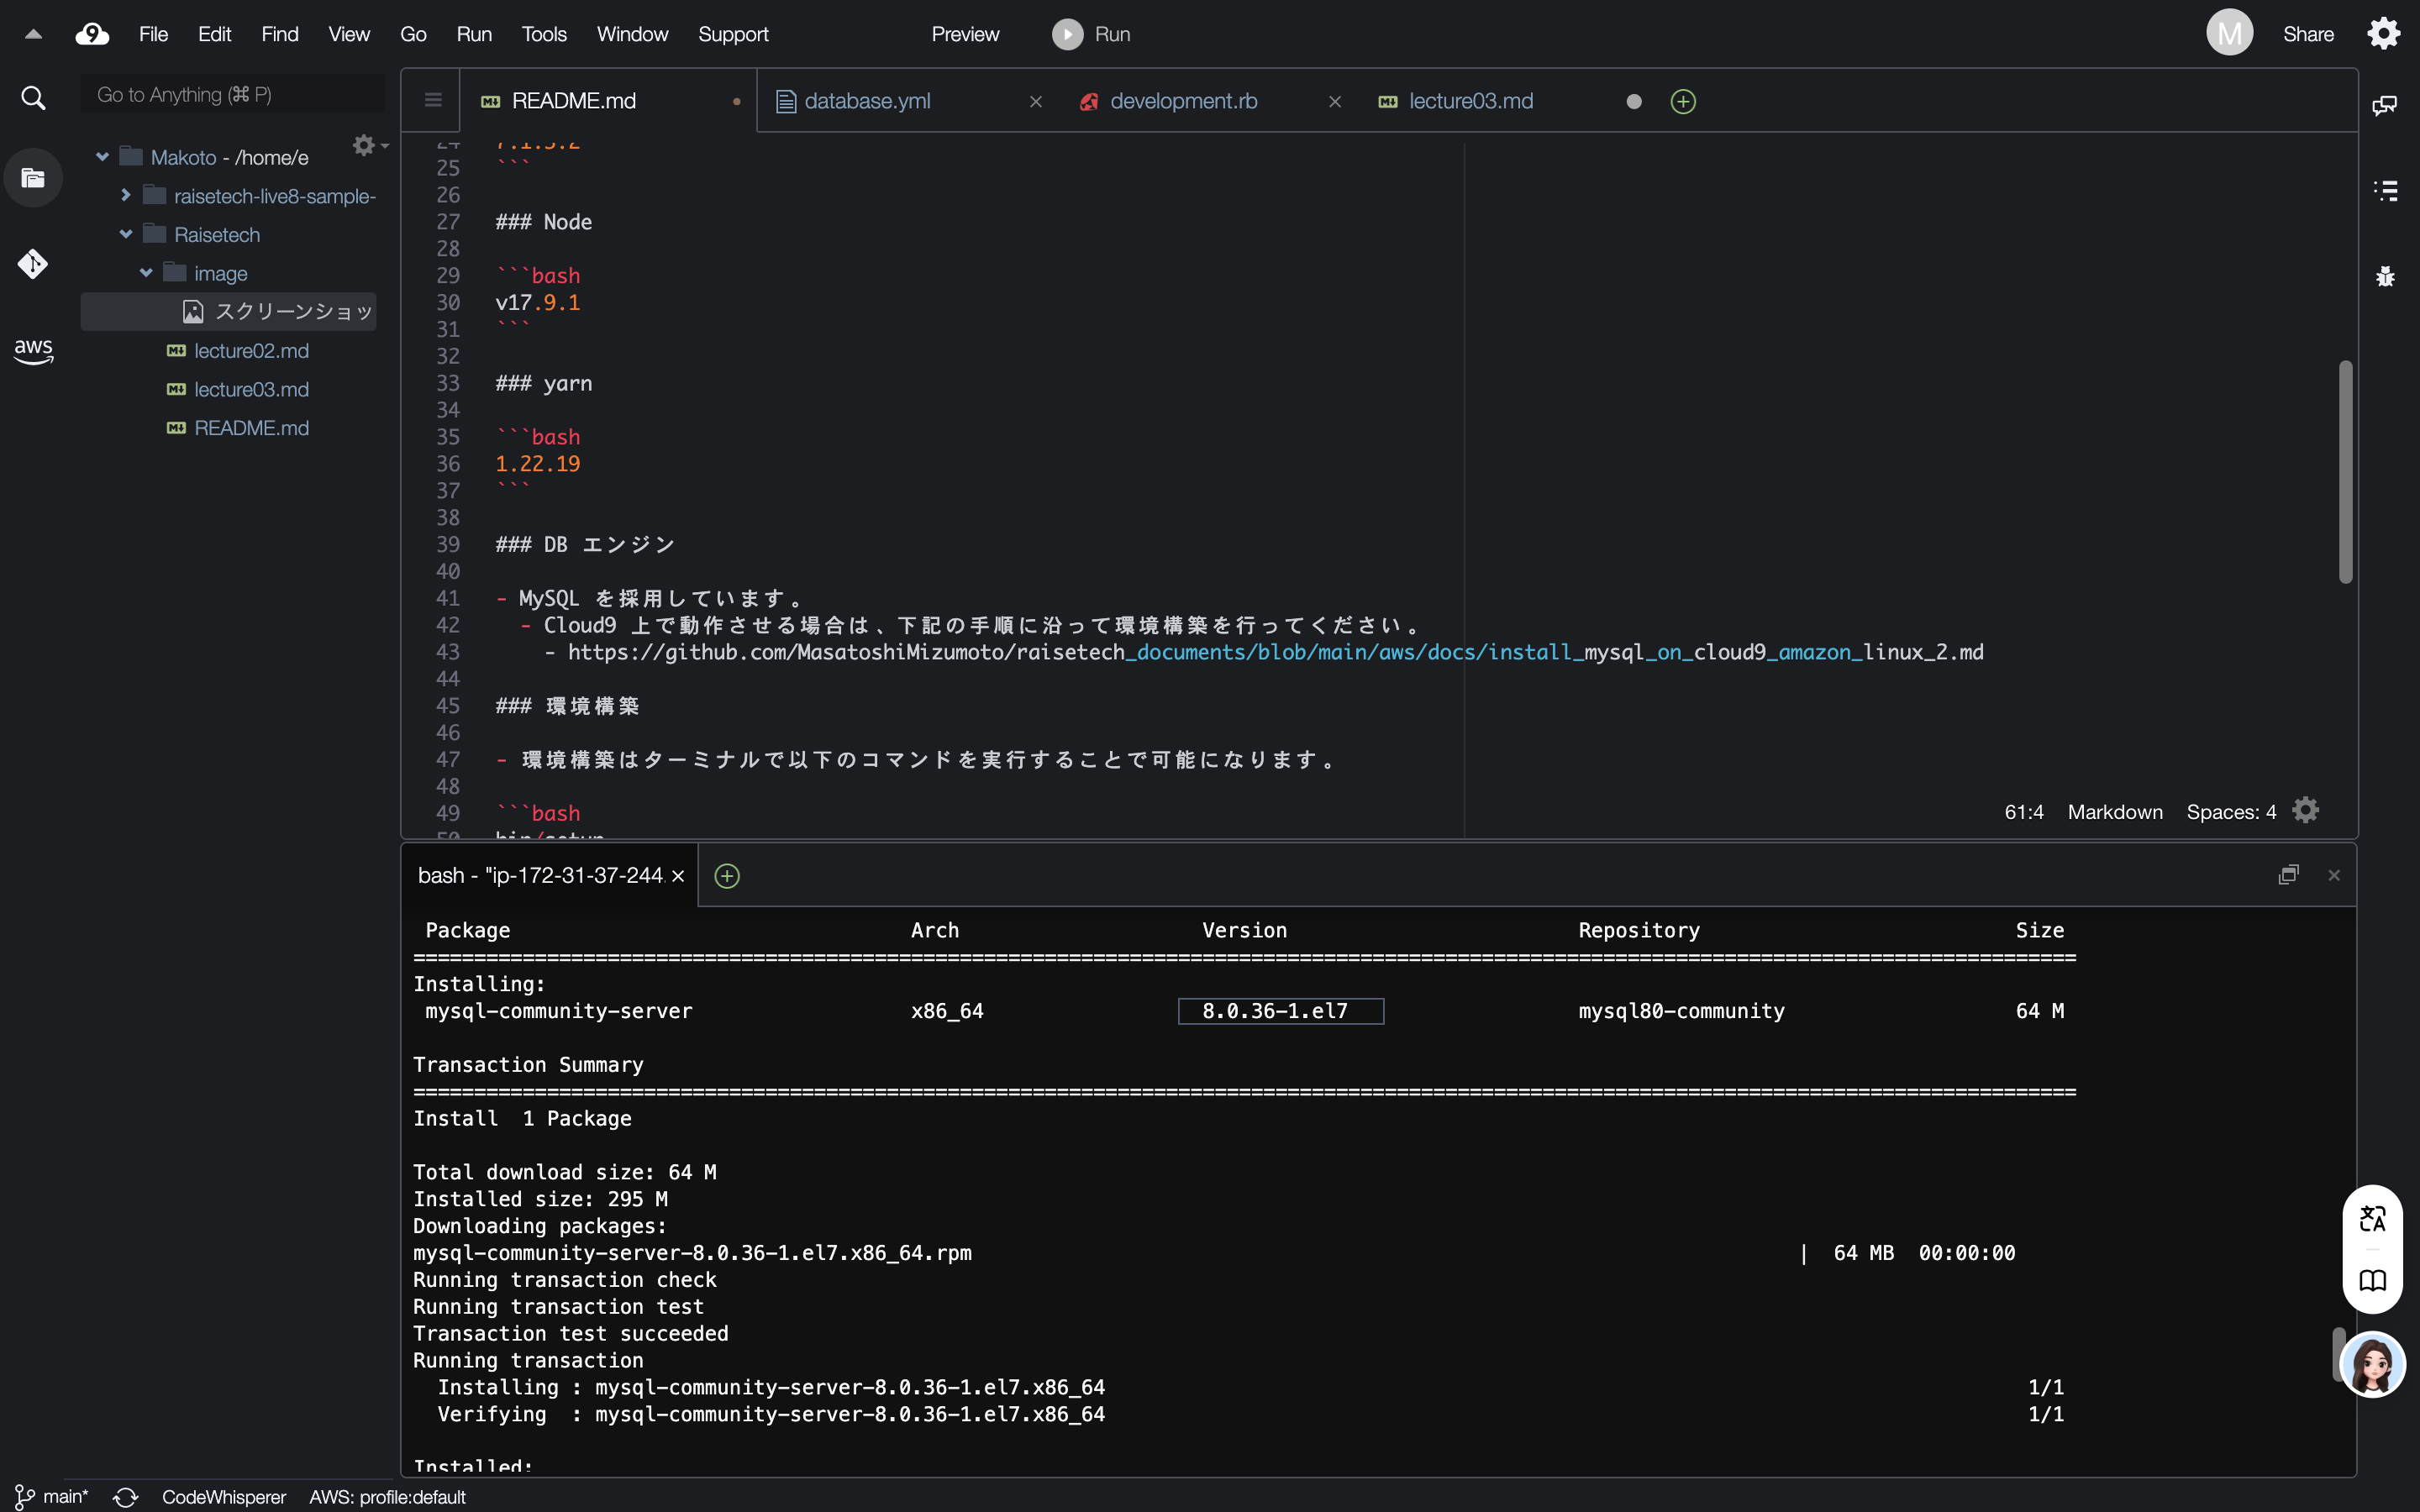 9 File Edit Find View Go Run Tools Window Support Preview Run M Share
Go to Anything (⌘ P)
Makoto - /home/e
raisetech-live8-sample-
Raisetech
image
スクリーンショッ
lecture02.md
lecture03.md
README.md
aws
README.md database.yml development.rb lecture03.md
24 7.1.3.2
25 ```
26
27 ### Node
28
29 ```bash
30 v17.9.1
31 ```
32
33 ### yarn
34
35 ```bash
36 1.22.19
37 ```
38
39 ### DB エンジン
40
41 - MySQL を採用しています。
42 - Cloud9 上で動作させる場合は、下記の手順に沿って環境構築を行ってください。
43 - https://github.com/MasatoshiMizumoto/raisetech_documents/blob/main/aws/docs/install_mysql_on_cloud9_amazon_linux_2.md
44
45 ### 環境構築
46
47 - 環境構築はターミナルで以下のコマンドを実行することで可能になります。
48
49 ```bash
50 bin/setup
61:4 Markdown Spaces: 4
bash - "ip-172-31-37-244.
Package Arch Version Repository Size
================================================================================
Installing:
mysql-community-server x86_64 8.0.36-1.el7 mysql80-community 64 M
Transaction Summary
================================================================================
Install 1 Package
Total download size: 64 M
Installed size: 295 M
Downloading packages:
mysql-community-server-8.0.36-1.el7.x86_64.rpm | 64 MB 00:00:00
Running transaction check
Running transaction test
Transaction test succeeded
Running transaction
Installing : mysql-community-server-8.0.36-1.el7.x86_64 1/1
Verifying : mysql-community-server-8.0.36-1.el7.x86_64 1/1
Installed:
main* CodeWhisperer AWS: profile:default